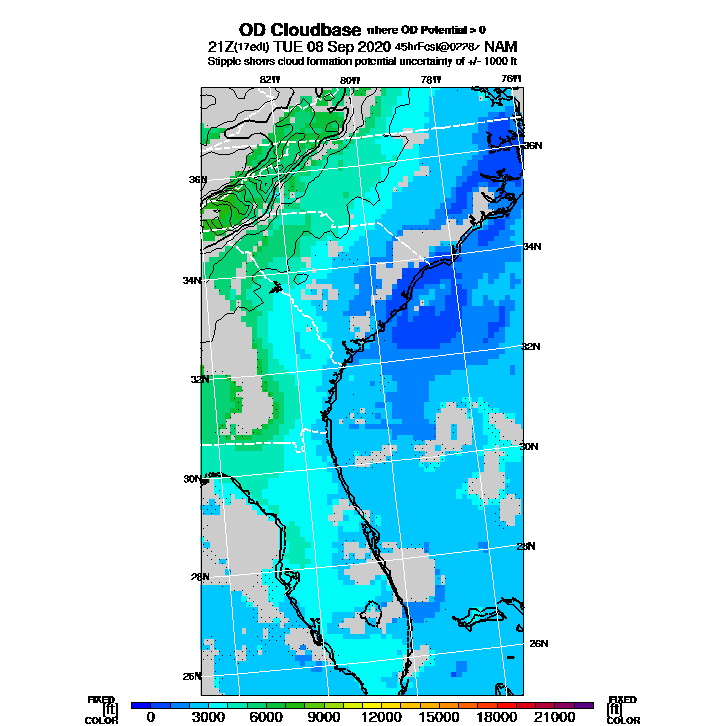 OD Cloudbase where OD Potential > 0
21Z(17edt) TUE 08 Sep 2020 45hrFcst@0228z NAM
Stipple shows cloud formation potential uncertainty of +/- 1000 ft
82W 80W 78W 76W
36N
36N
34N
34N
32N
32N
30N
30N
28N
28N
26N
26N
FIXED [ft] COLOR
0 3000 6000 9000 12000 15000 18000 21000
FIXED [ft] COLOR